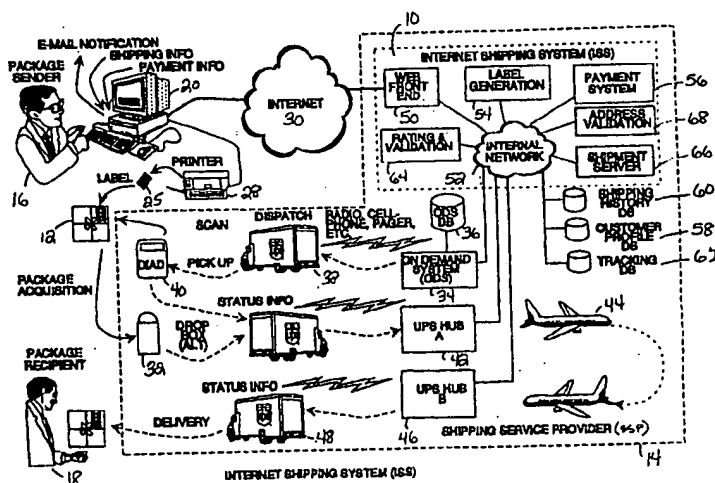 10
INTERNET SHIPPING SYSTEM (ISS)
E-MAIL NOTIFICATION
SHIPPING INFO
PAYMENT INFO
PACKAGE SENDER
20
INTERNET
30
WEB FRONT END
50
LABEL GENERATION
54
PAYMENT SYSTEM
56
ADDRESS VALIDATION
68
RATING & VALIDATION
64
INTERNAL NETWORK
52
SHIPMENT SERVER
66
16
LABEL
PRINTER
25
28
12
SHIPPING HISTORY DB
60
CUSTOMER PROFILE DB
58
TRACKING DB
62
SCAN
DISPATCH
RADIO, CELL-PHONE, PAGER, ETC.
ODS DB
36
DIAD
40
PICK UP
38
ON DEMAND SYSTEM (ODS)
34
PACKAGE ACQUISITION
STATUS INFO
32
DROP BOX (ALT)
UPS HUB A
42
44
PACKAGE RECIPIENT
STATUS INFO
UPS HUB B
46
DELIVERY
48
SHIPPING SERVICE PROVIDER (SSP)
14
18
INTERNET SHIPPING SYSTEM (ISS)